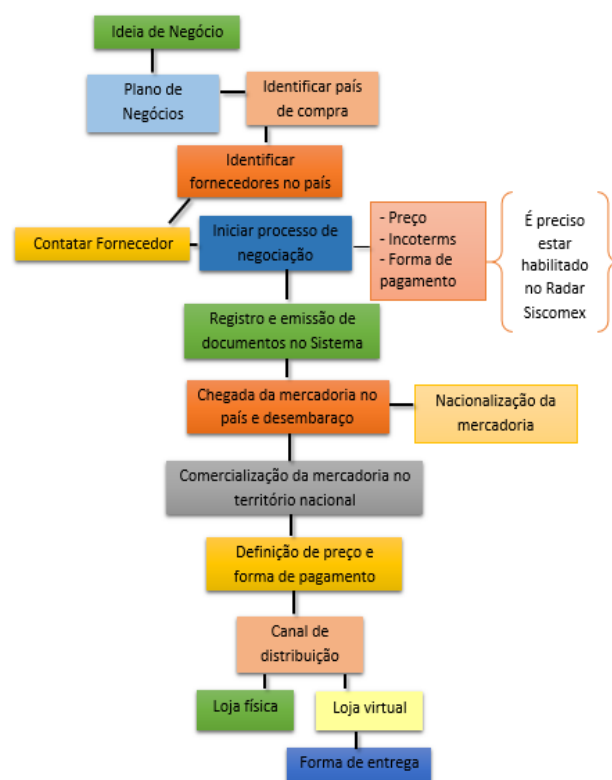 Ideia de Negócio
Plano de
Negócios
Identificar país
de compra
Identificar
fornecedores no país
Contatar Fornecedor
Iniciar processo de
negociação
- Preço
- Incoterms
- Forma de
pagamento
É preciso
estar
habilitado
no Radar
Siscomex
Registro e emissão de
documentos no Sistema
Chegada da mercadoria no
país e desembaraço
Nacionalização da
mercadoria
Comercialização da mercadoria no
território nacional
Definição de preço e
forma de pagamento
Canal de
distribuição
Loja física
Loja virtual
Forma de entrega